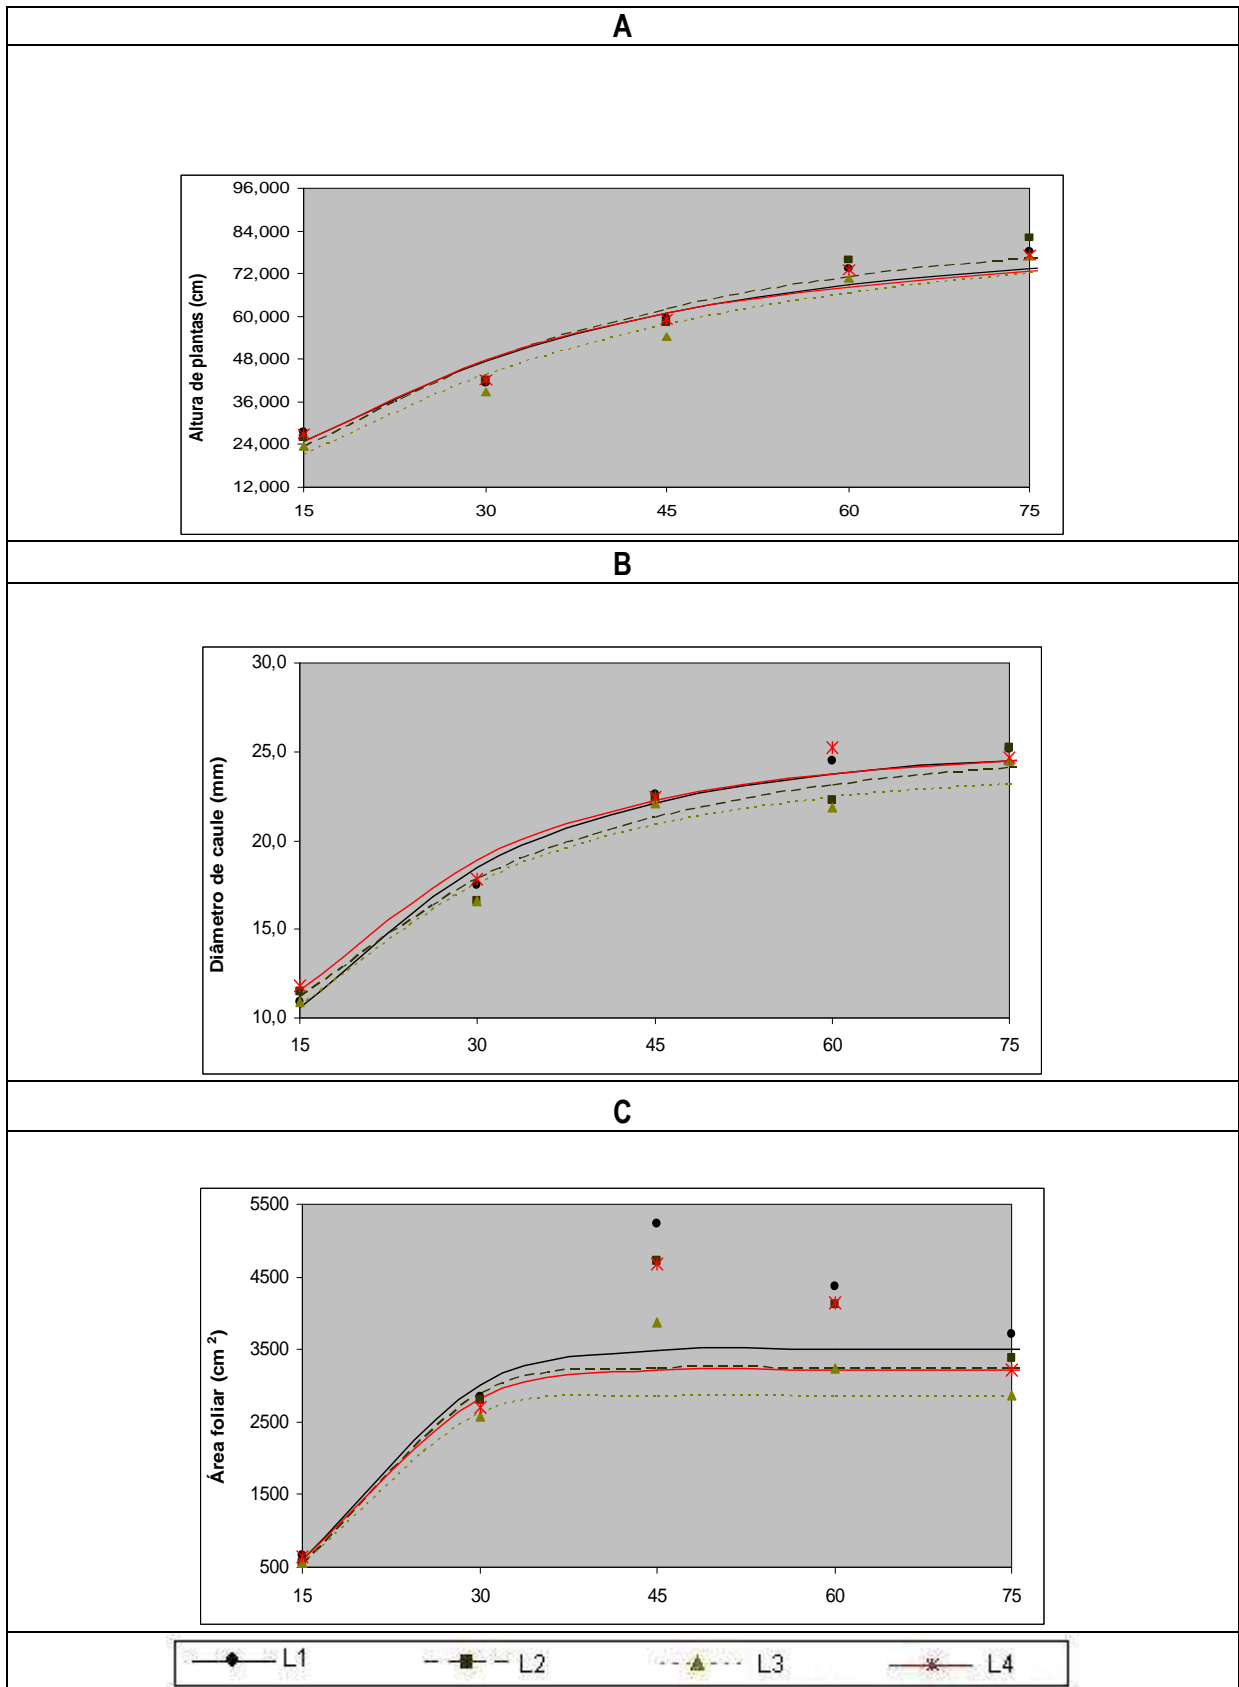 A
96,000
84,000
72,000
60,000
48,000
36,000
24,000
12,000
Altura de plantas (cm)
15 30 45 60 75
B
30,0
25,0
20,0
15,0
10,0
Diâmetro de caule (mm)
15 30 45 60 75
C
5500
4500
3500
2500
1500
500
Área foliar (cm ²)
15 30 45 60 75
L1 L2 L3 L4